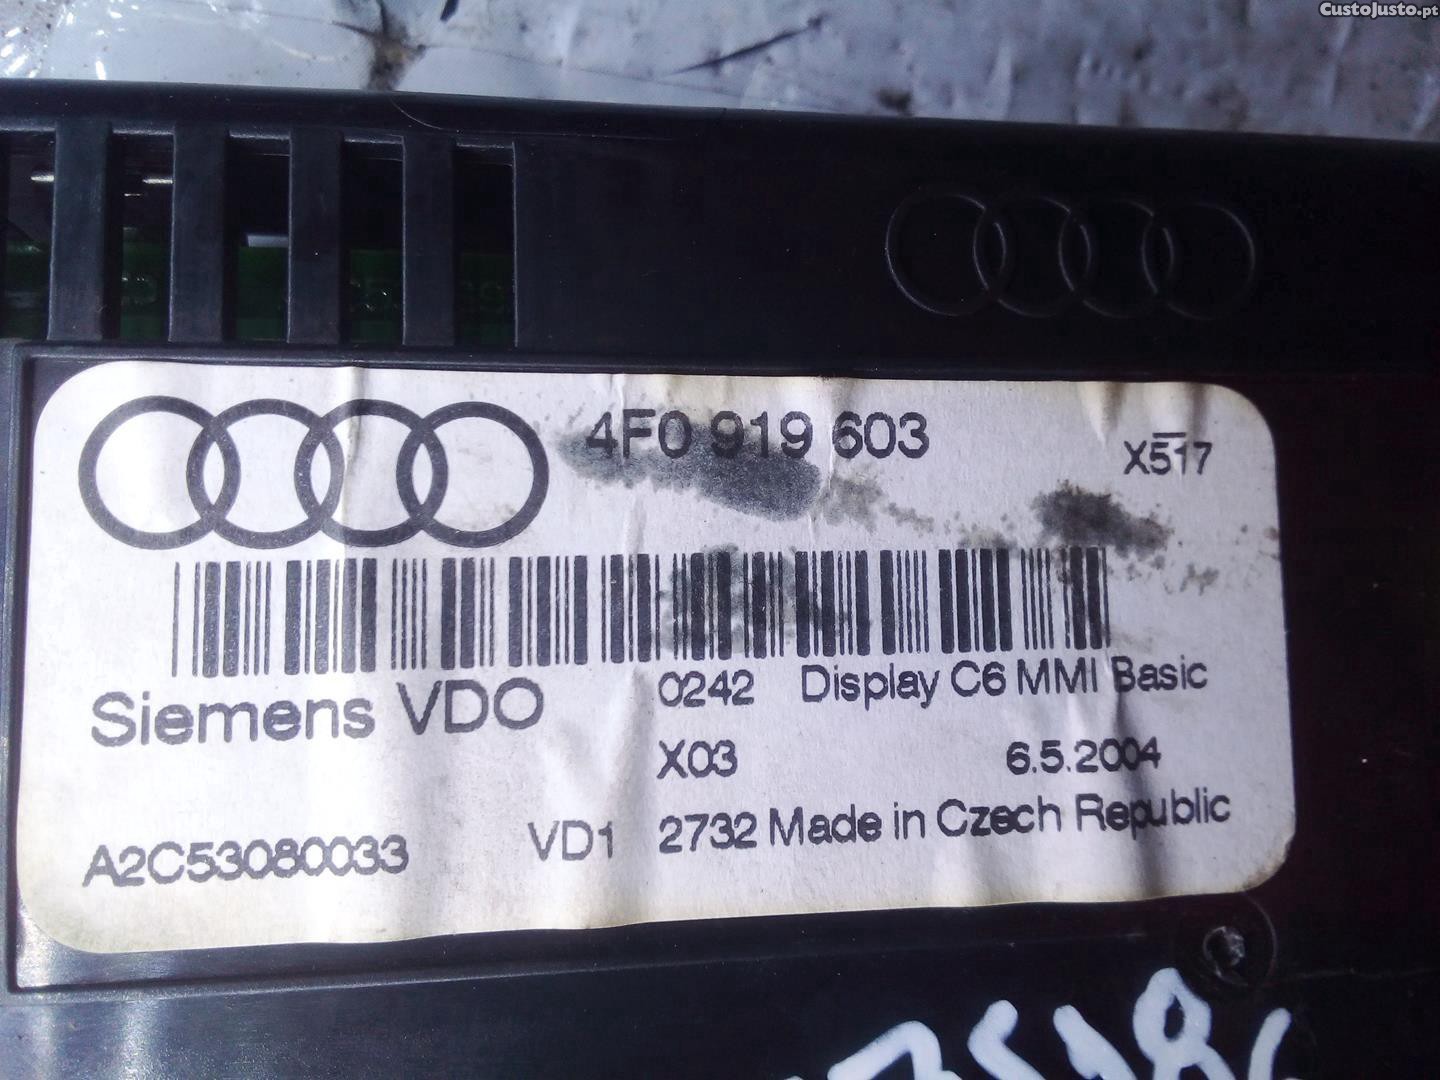 CustoJusto.pt
4F0 919 603
X517
Siemens VDO
0242 Display C6 MMI Basic
X03 6.5.2004
A2C53080033
VD1 2732 Made in Czech Republic